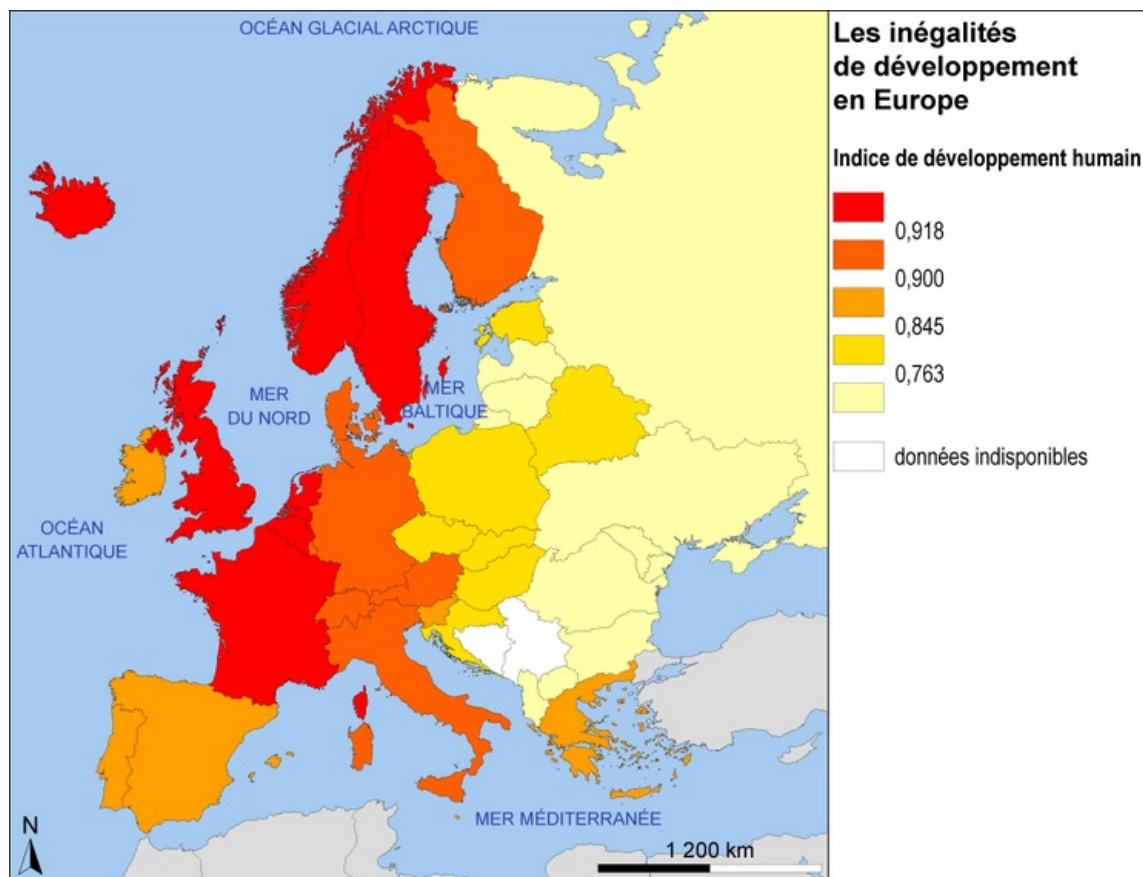 OCÉAN GLACIAL ARCTIQUE
MER
DU NORD
MER
BALTIQUE
OCÉAN
ATLANTIQUE
MER MÉDITERRANÉE
N
1 200 km
Les inégalités
de développement
en Europe
Indice de développement humain
0,918
0,900
0,845
0,763
données indisponibles